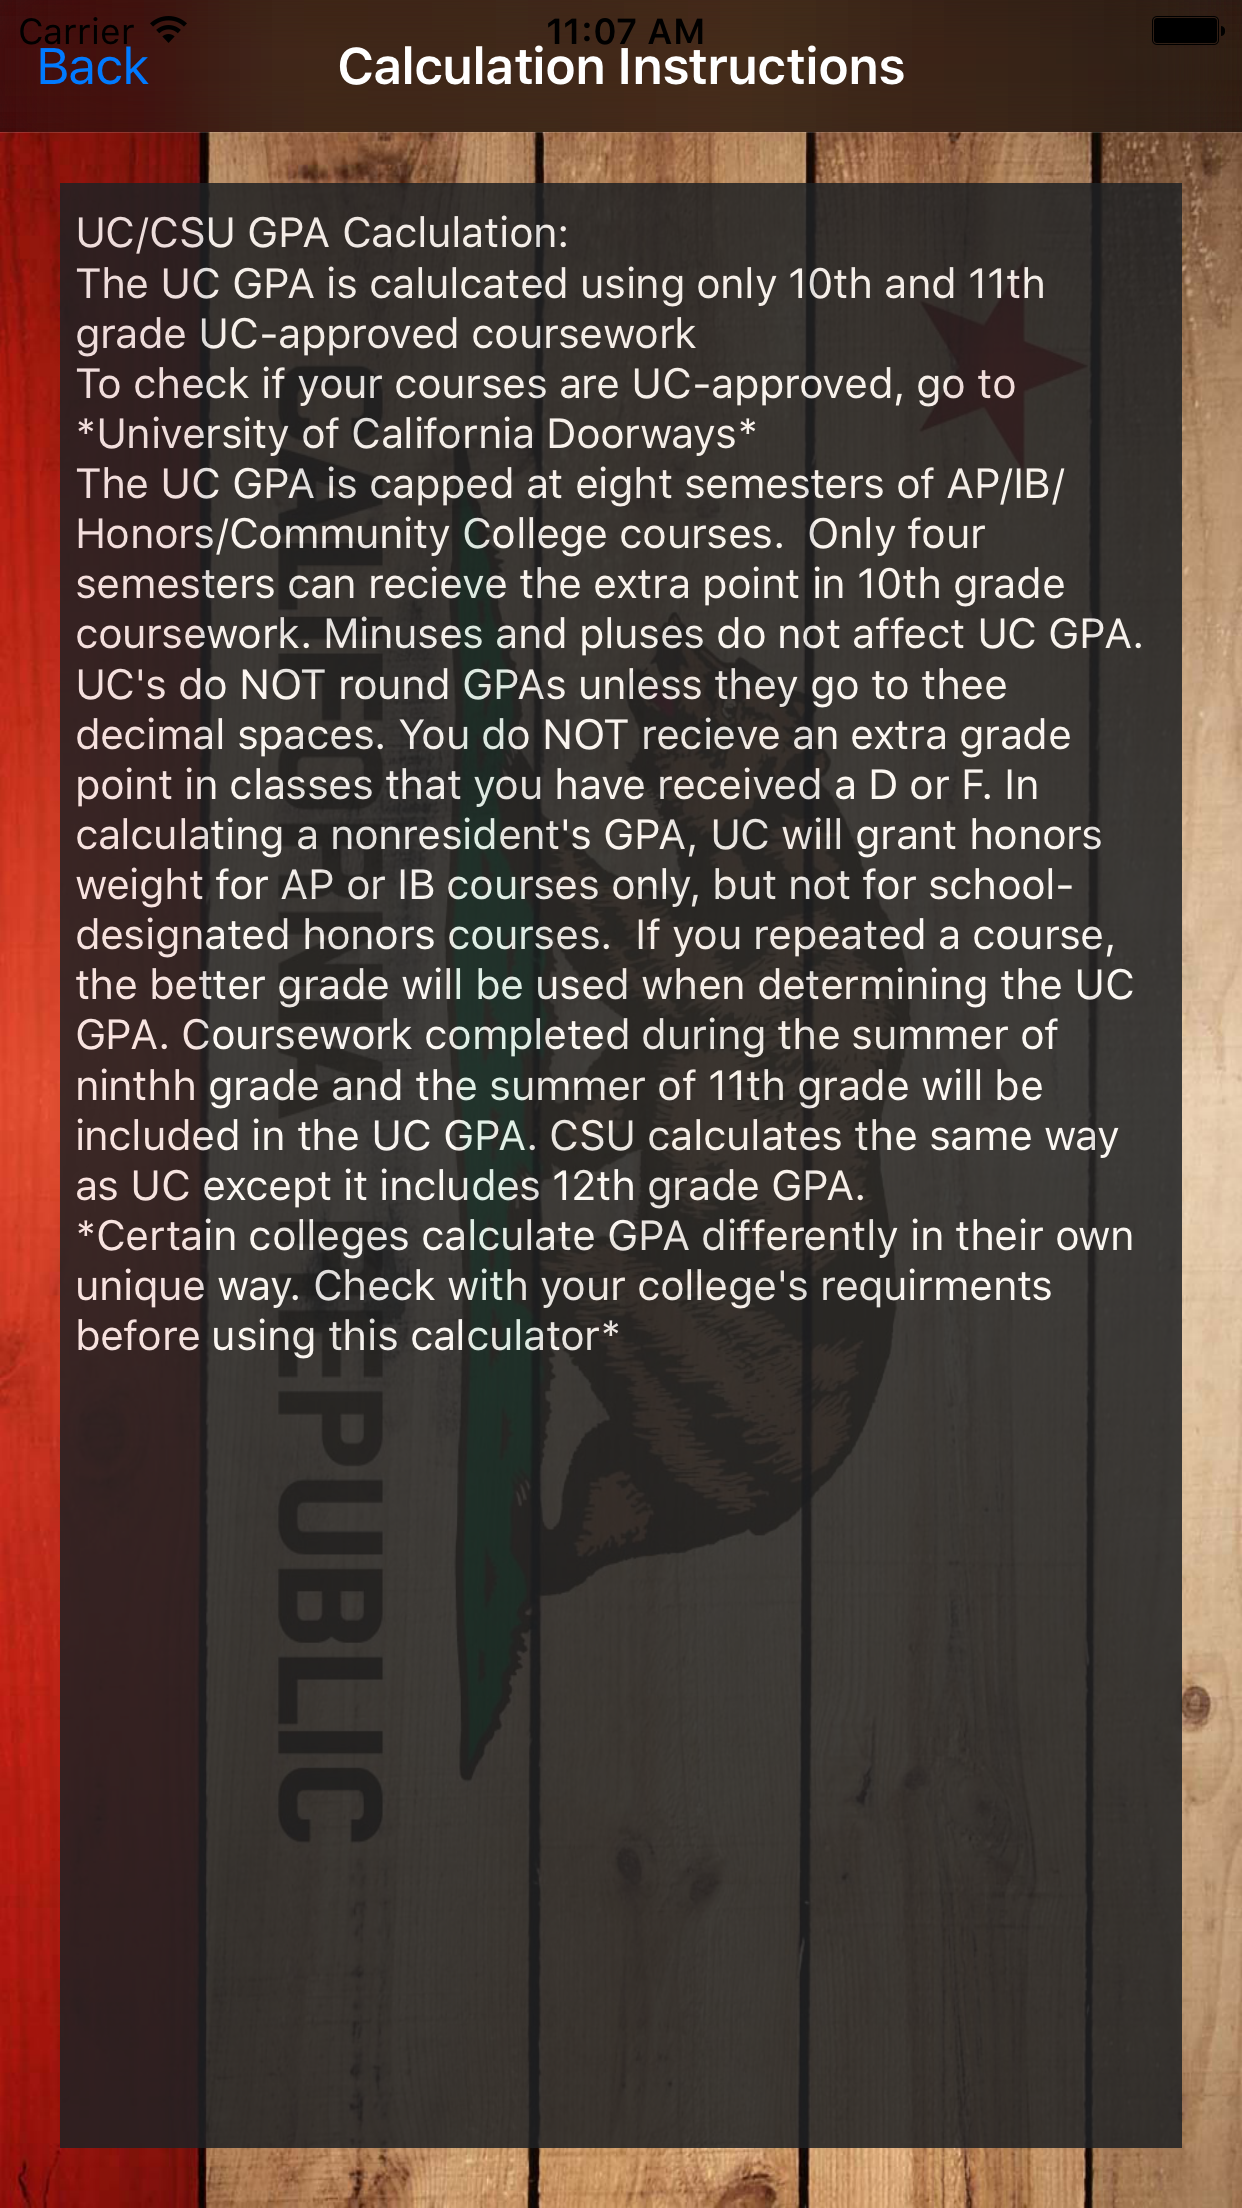 Carrier 11:07 AM
Back Calculation Instructions
UC/CSU GPA Caclulation:
The UC GPA is calulcated using only 10th and 11th
grade UC-approved coursework
To check if your courses are UC-approved, go to
*University of California Doorways*
The UC GPA is capped at eight semesters of AP/IB/
Honors/Community College courses.  Only four
semesters can recieve the extra point in 10th grade
coursework. Minuses and pluses do not affect UC GPA.
UC's do NOT round GPAs unless they go to thee
decimal spaces. You do NOT recieve an extra grade
point in classes that you have received a D or F. In
calculating a nonresident's GPA, UC will grant honors
weight for AP or IB courses only, but not for school-
designated honors courses.  If you repeated a course,
the better grade will be used when determining the UC
GPA. Coursework completed during the summer of
ninthh grade and the summer of 11th grade will be
included in the UC GPA. CSU calculates the same way
as UC except it includes 12th grade GPA.
*Certain colleges calculate GPA differently in their own
unique way. Check with your college's requirments
before using this calculator*
CALIFORNIA REPUBLIC